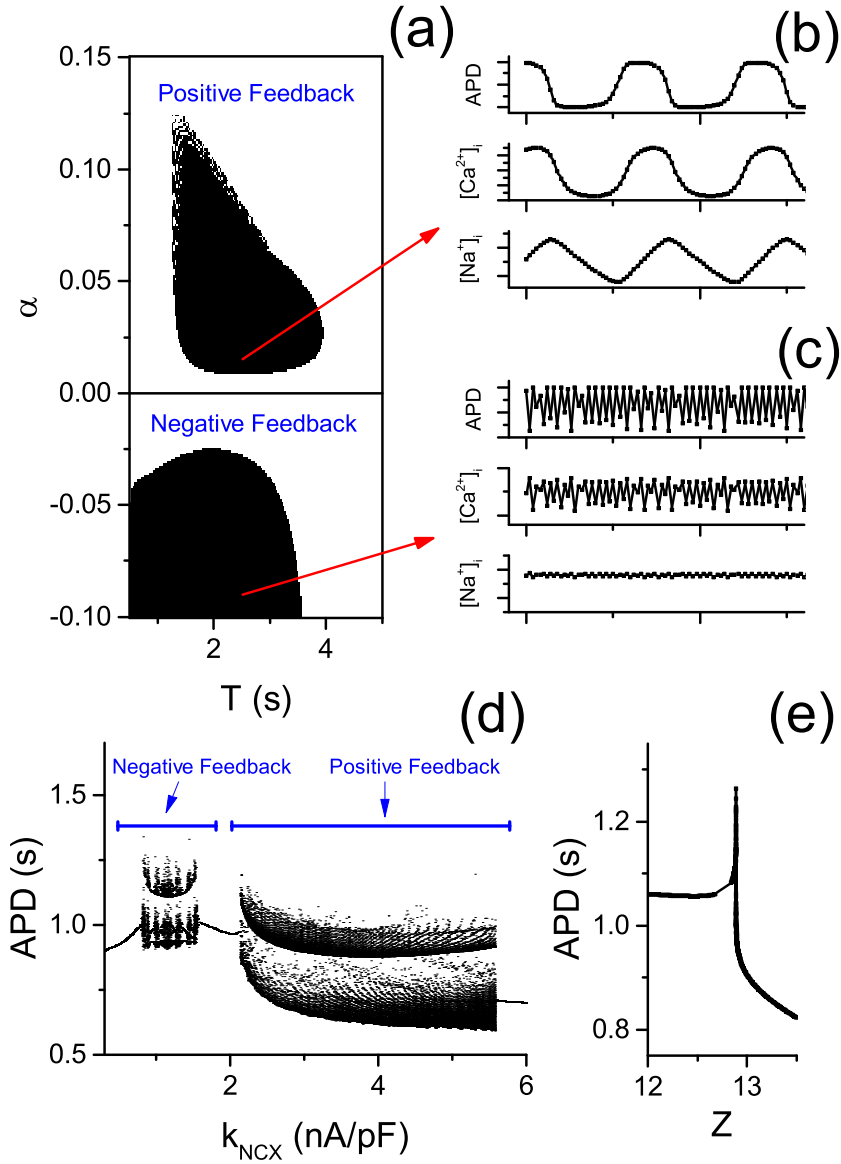 (a)
0.15
0.10
0.05
0.00
-0.05
-0.10
α
Positive Feedback
Negative Feedback
2
4
T (s)
(b)
APD
[Ca²⁺]ᵢ
[Na⁺]ᵢ
(c)
APD
[Ca²⁺]ᵢ
[Na⁺]ᵢ
(d)
Negative Feedback
Positive Feedback
1.5
1.0
0.5
APD (s)
2
4
6
k_NCX (nA/pF)
(e)
1.2
1.0
0.8
APD (s)
12
13
Z